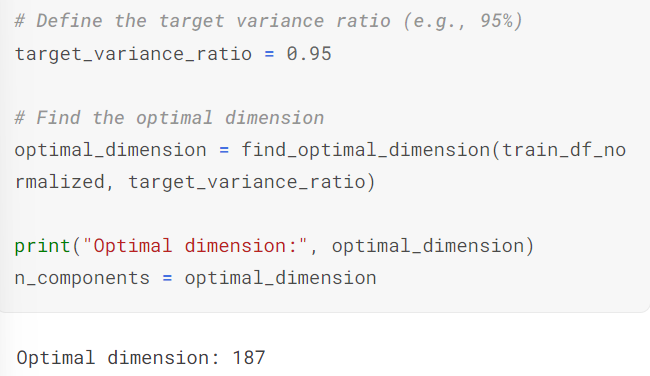 # Define the target variance ratio (e.g., 95%)
target_variance_ratio = 0.95
# Find the optimal dimension
optimal_dimension = find_optimal_dimension(train_df_no
rmalized, target_variance_ratio)
print("Optimal dimension:", optimal_dimension)
n_components = optimal_dimension
Optimal dimension: 187